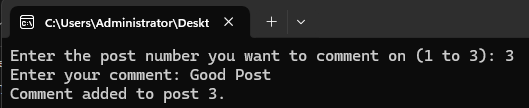 C:\Users\Administrator\Deskt
Enter the post number you want to comment on (1 to 3): 3
Enter your comment: Good Post
Comment added to post 3.